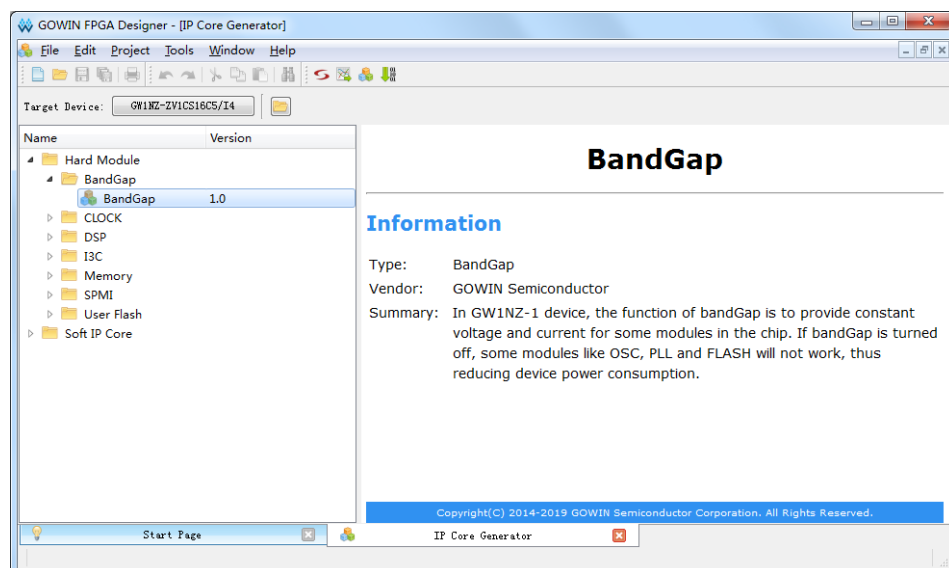 GOWIN FPGA Designer - [IP Core Generator]
File Edit Project Tools Window Help
Target Device: GW1NZ-ZV1CS16C5/I4
Name Version
Hard Module
BandGap
BandGap 1.0
CLOCK
DSP
I3C
Memory
SPMI
User Flash
Soft IP Core
BandGap
Information
Type: BandGap
Vendor: GOWIN Semiconductor
Summary: In GW1NZ-1 device, the function of bandGap is to provide constant
voltage and current for some modules in the chip. If bandGap is turned
off, some modules like OSC, PLL and FLASH will not work, thus
reducing device power consumption.
Copyright(C) 2014-2019 GOWIN Semiconductor Corporation. All Rights Reserved.
Start Page IP Core Generator